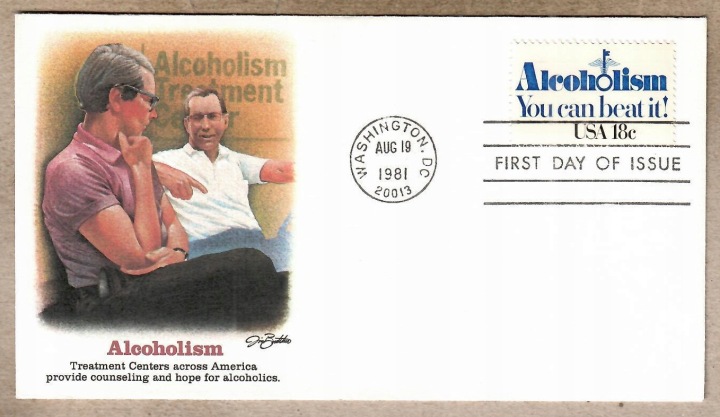 Alcoholism
Treatment
Alcoholism
Treatment Centers across America
provide counseling and hope for alcoholics.
WASHINGTON, DC
AUG 19
1981
20013
Alcoholism
You can beat it!
USA 18c
FIRST DAY OF ISSUE